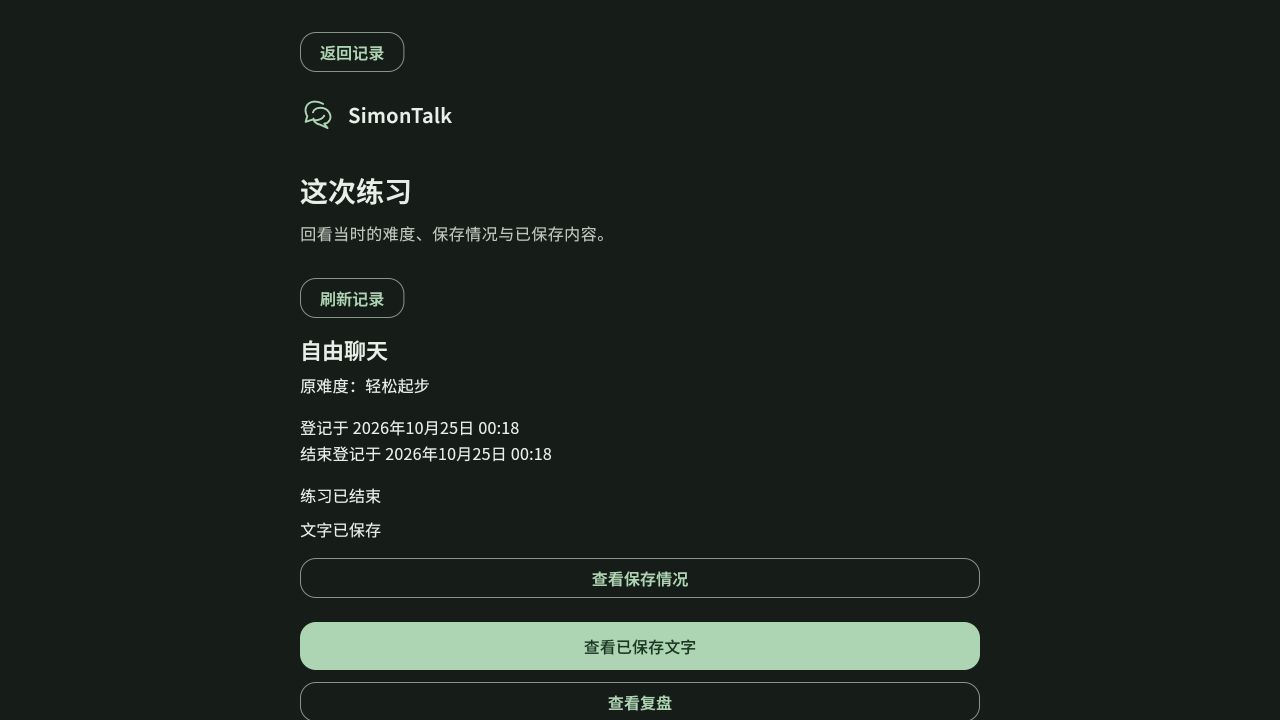 返回记录
SimonTalk
这次练习
回看当时的难度、保存情况与已保存内容。
刷新记录
自由聊天
原难度：轻松起步
登记于 2026年10月25日 00:18
结束登记于 2026年10月25日 00:18
练习已结束
文字已保存
查看保存情况
查看已保存文字
查看复盘